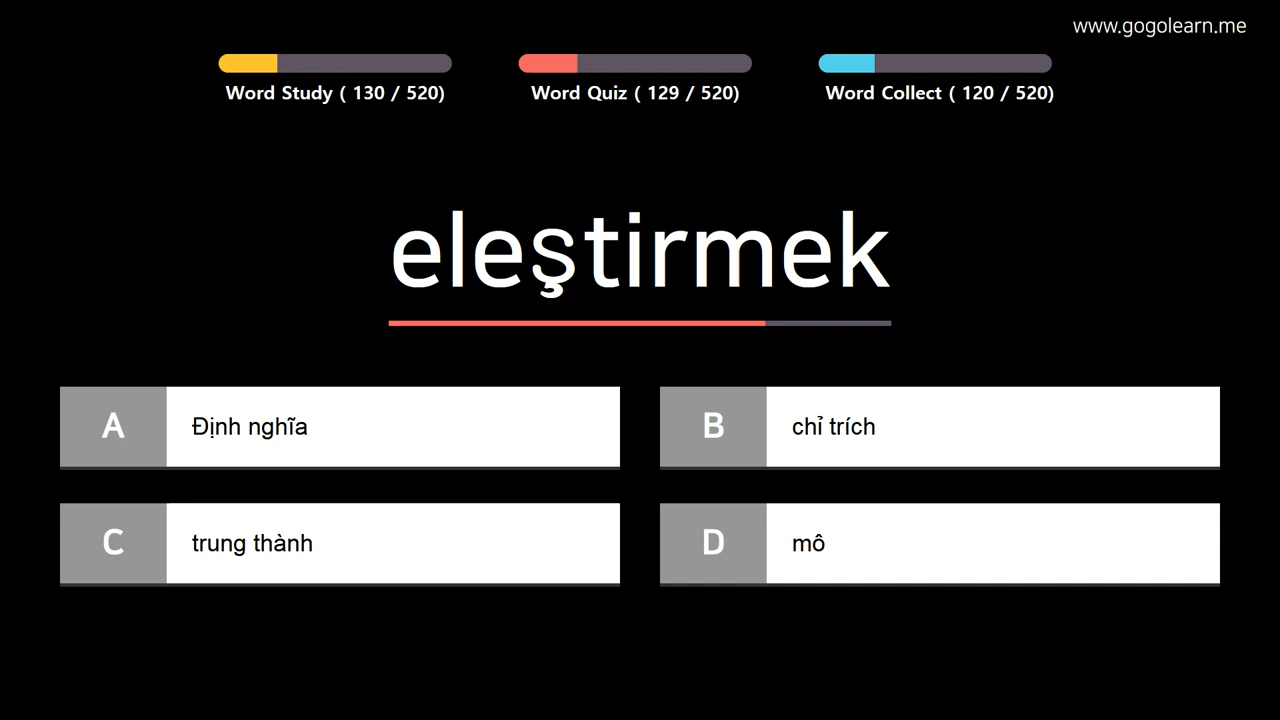 www.gogolearn.me
Word Study ( 130 / 520)
Word Quiz ( 129 / 520)
Word Collect ( 120 / 520)
eleştirmek
A Định nghĩa
B chỉ trích
C trung thành
D mô